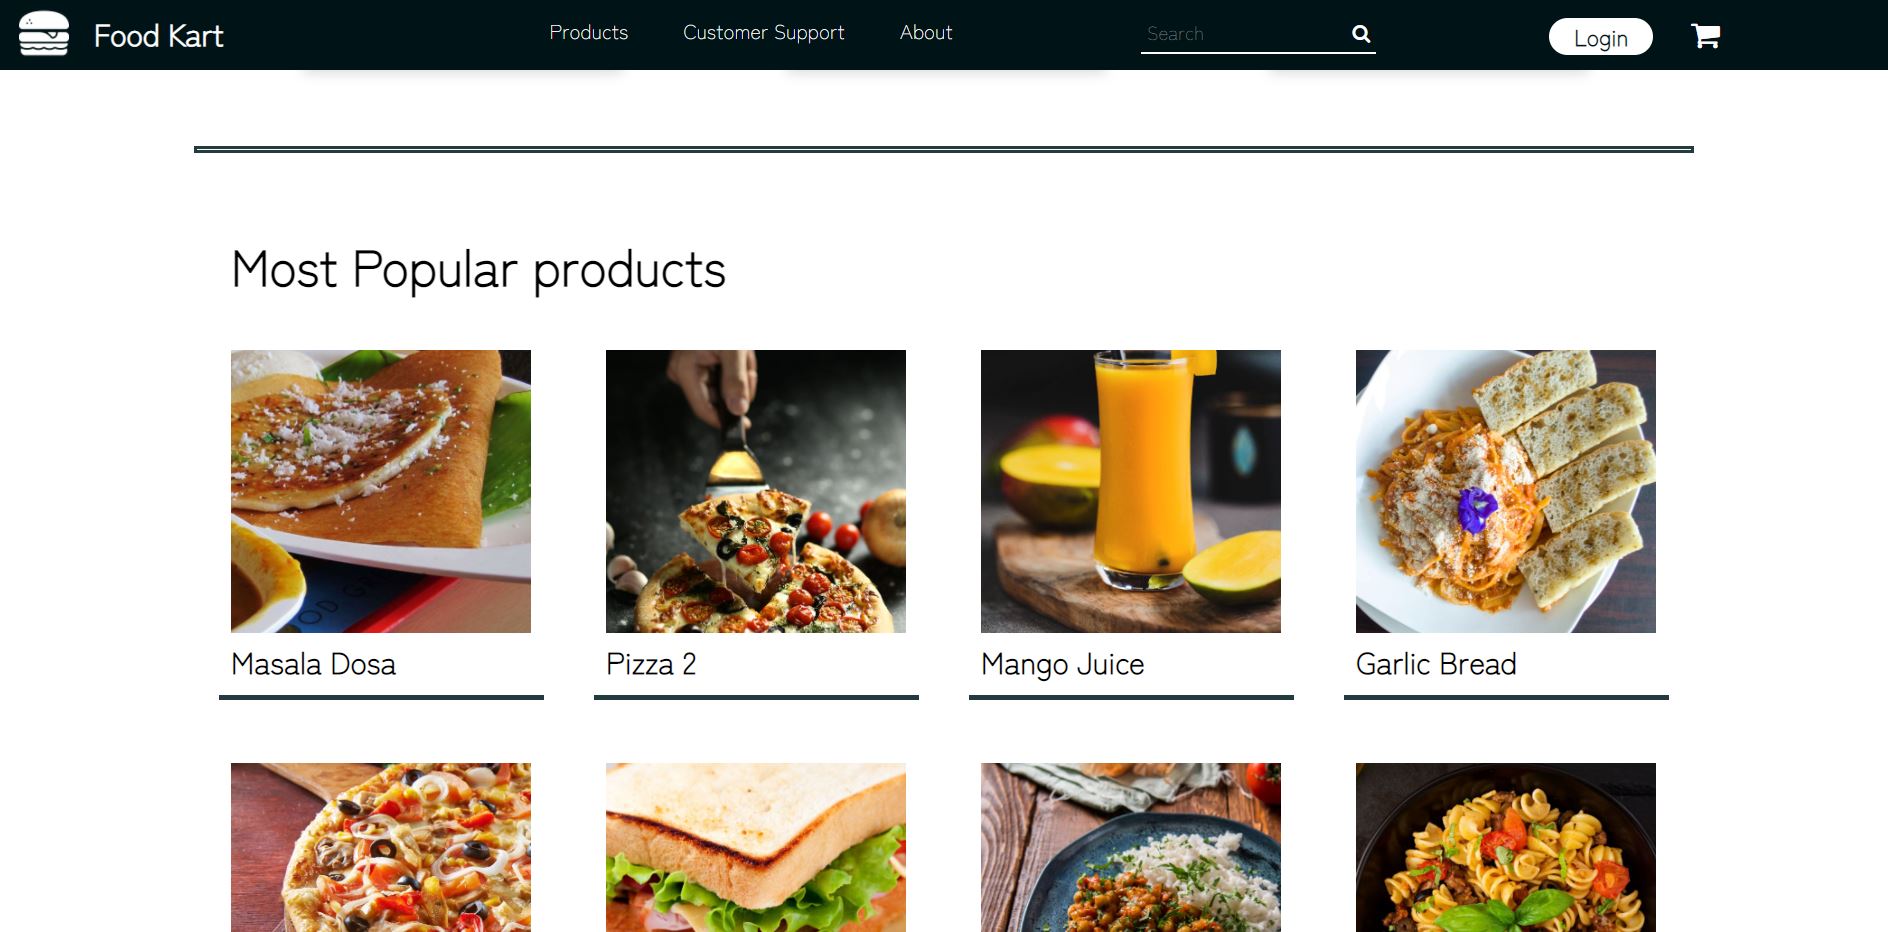 Food Kart
Products
Customer Support
About
Search
Login
Most Popular products
Masala Dosa
Pizza 2
Mango Juice
Garlic Bread